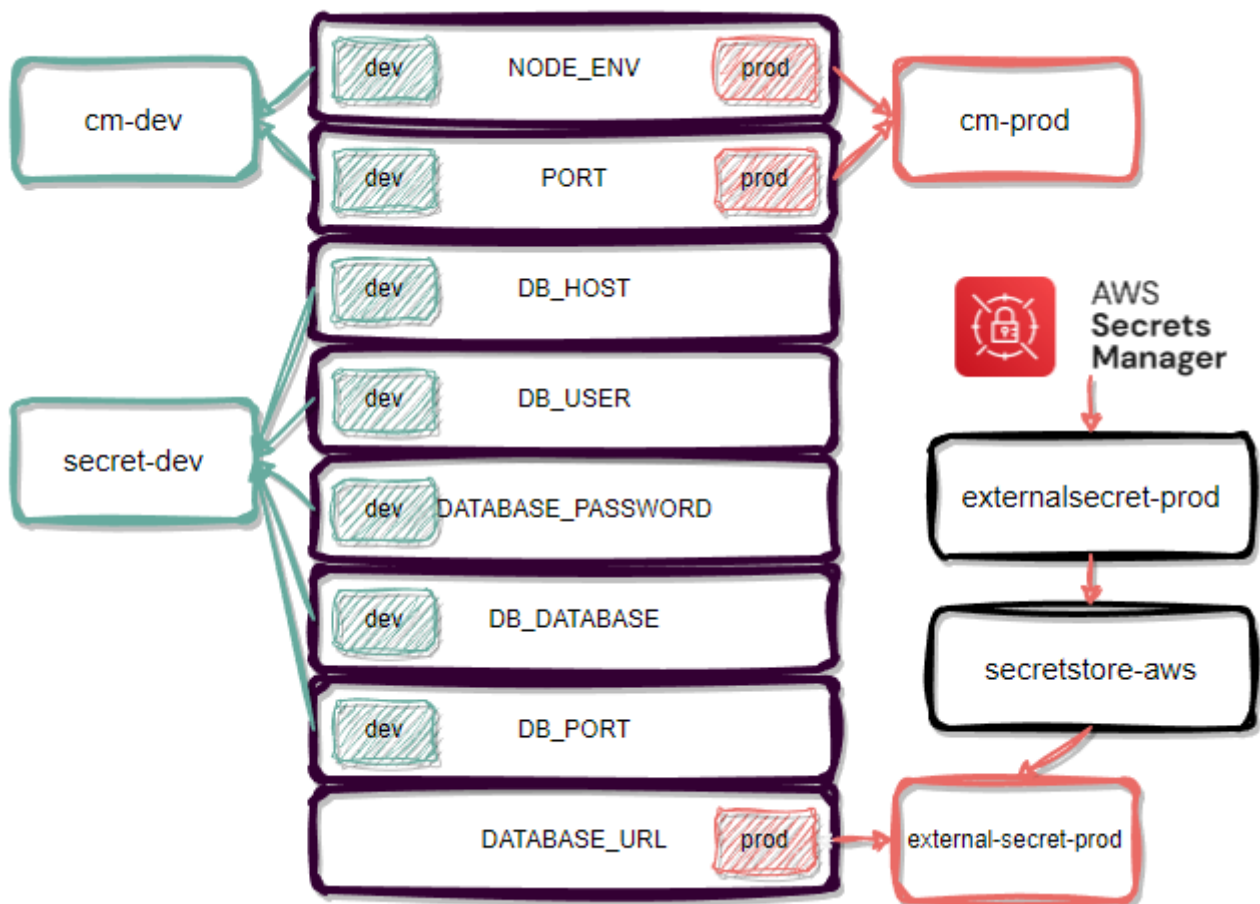 cm-dev
dev NODE_ENV prod
cm-prod
dev PORT prod
dev DB_HOST
AWS
Secrets
Manager
dev DB_USER
secret-dev
externalsecret-prod
dev DATABASE_PASSWORD
dev DB_DATABASE
secretstore-aws
dev DB_PORT
DATABASE_URL prod
external-secret-prod